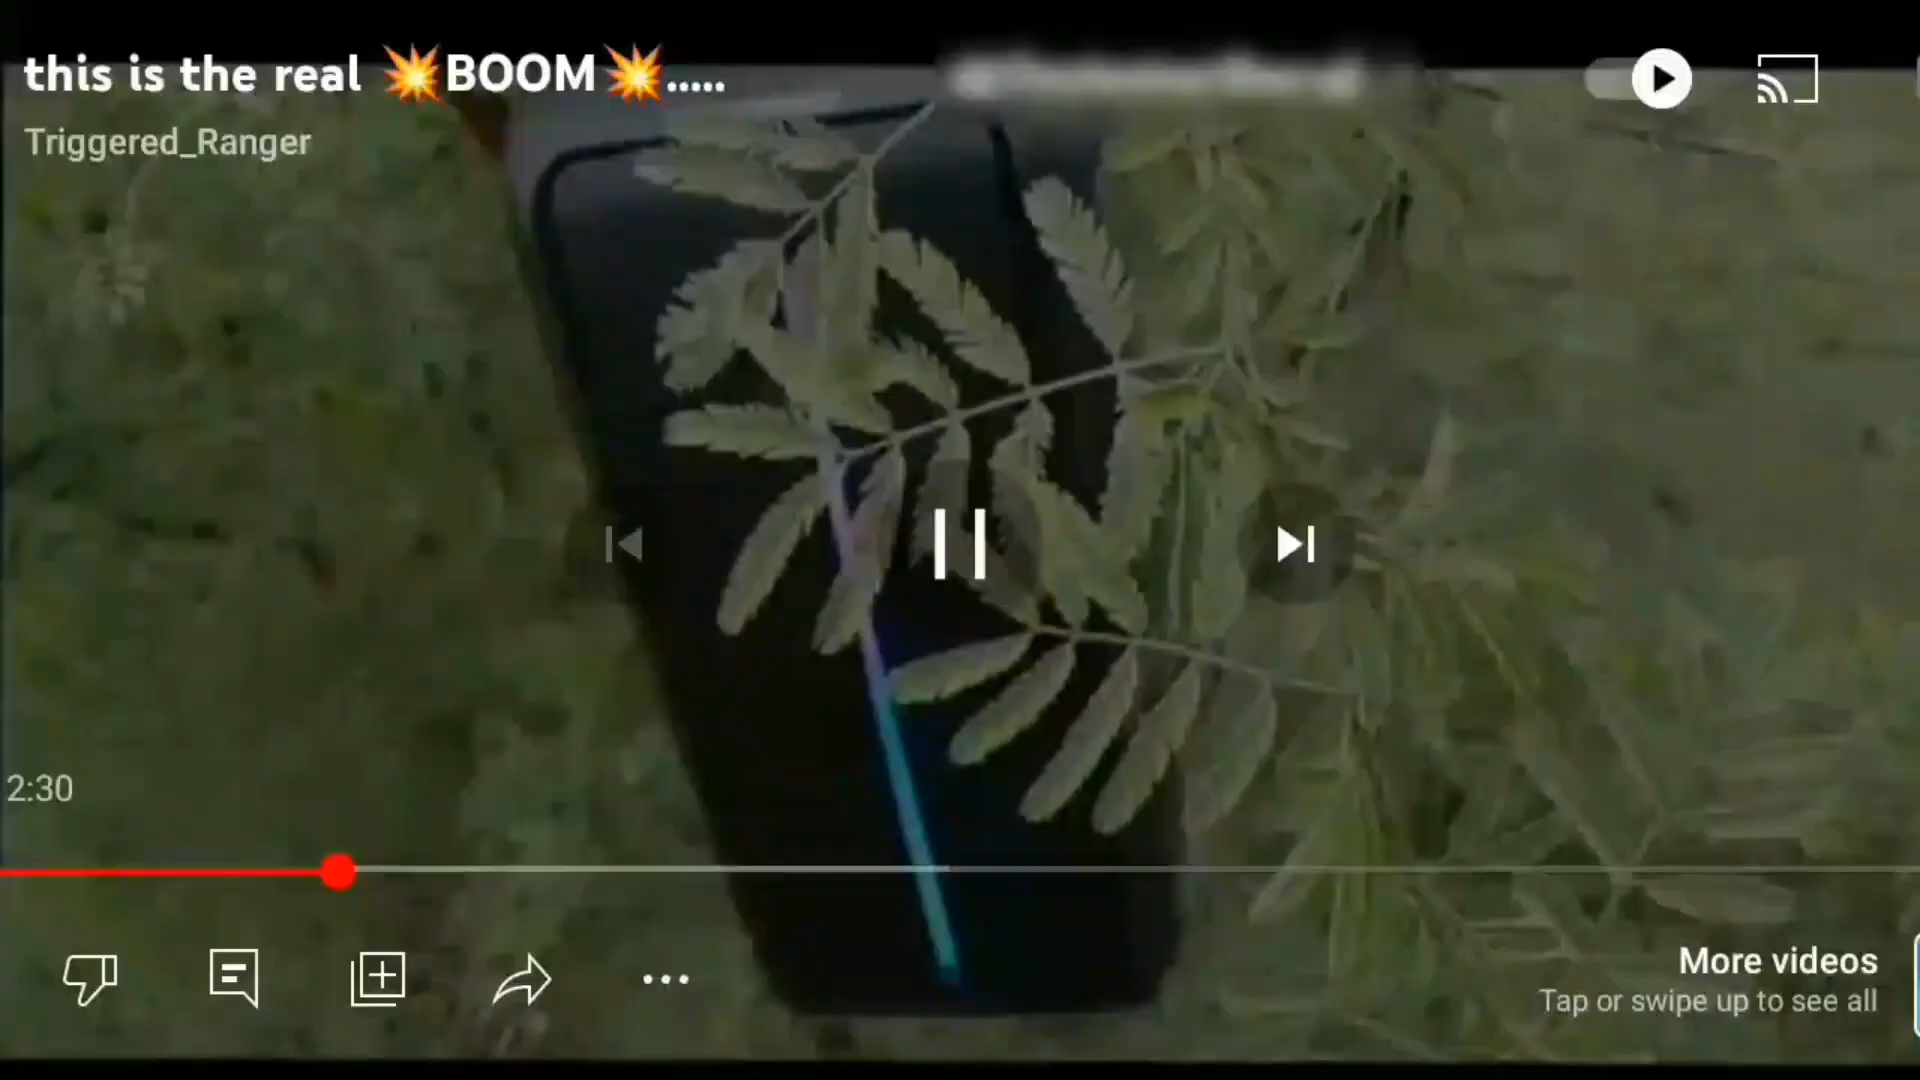 this is the real 💥BOOM💥.....
Triggered_Ranger
2:30
More videos
Tap or swipe up to see all